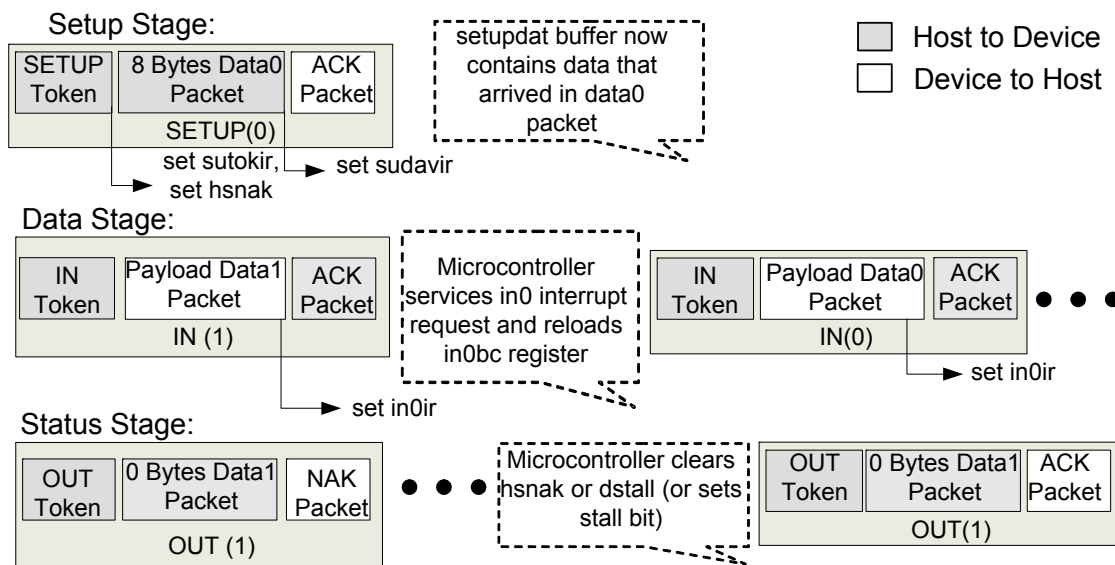 Setup Stage:
SETUP
Token
8 Bytes Data0
Packet
ACK
Packet
SETUP(0)
set sutokir,
set hsnak
set sudavir
setupdat buffer now
contains data that
arrived in data0
packet
Host to Device
Device to Host
Data Stage:
IN
Token
Payload Data1
Packet
ACK
Packet
IN (1)
set in0ir
Microcontroller
services in0 interrupt
request and reloads
in0bc register
IN
Token
Payload Data0
Packet
ACK
Packet
IN(0)
set in0ir
Status Stage:
OUT
Token
0 Bytes Data1
Packet
NAK
Packet
OUT (1)
Microcontroller clears
hsnak or dstall (or sets
stall bit)
OUT
Token
0 Bytes Data1
Packet
ACK
Packet
OUT(1)